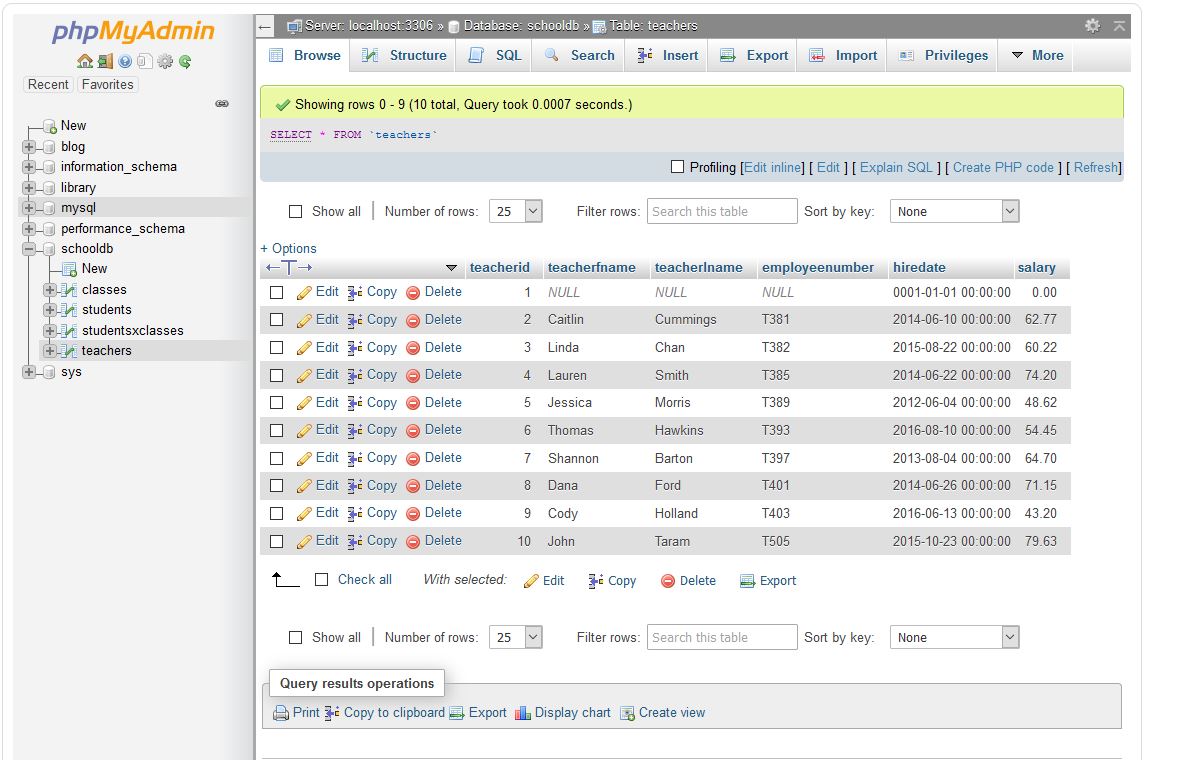 phpMyAdmin
Recent Favorites
New
blog
information_schema
library
mysql
performance_schema
schooldb
New
classes
students
studentsxclasses
teachers
sys
Server: localhost:3306 » Database: schooldb » Table: teachers
Browse Structure SQL Search Insert Export Import Privileges More
Showing rows 0 - 9 (10 total, Query took 0.0007 seconds.)
SELECT * FROM `teachers`
Profiling [Edit inline] [ Edit ] [ Explain SQL ] [ Create PHP code ] [ Refresh]
Show all | Number of rows: 25 Filter rows: Search this table Sort by key: None
+ Options
←T→ teacherid teacherfname teacherlname employeenumber hiredate salary
Edit Copy Delete 1 NULL NULL NULL 0001-01-01 00:00:00 0.00
Edit Copy Delete 2 Caitlin Cummings T381 2014-06-10 00:00:00 62.77
Edit Copy Delete 3 Linda Chan T382 2015-08-22 00:00:00 60.22
Edit Copy Delete 4 Lauren Smith T385 2014-06-22 00:00:00 74.20
Edit Copy Delete 5 Jessica Morris T389 2012-06-04 00:00:00 48.62
Edit Copy Delete 6 Thomas Hawkins T393 2016-08-10 00:00:00 54.45
Edit Copy Delete 7 Shannon Barton T397 2013-08-04 00:00:00 64.70
Edit Copy Delete 8 Dana Ford T401 2014-06-26 00:00:00 71.15
Edit Copy Delete 9 Cody Holland T403 2016-06-13 00:00:00 43.20
Edit Copy Delete 10 John Taram T505 2015-10-23 00:00:00 79.63
Check all With selected: Edit Copy Delete Export
Show all | Number of rows: 25 Filter rows: Search this table Sort by key: None
Query results operations
Print Copy to clipboard Export Display chart Create view